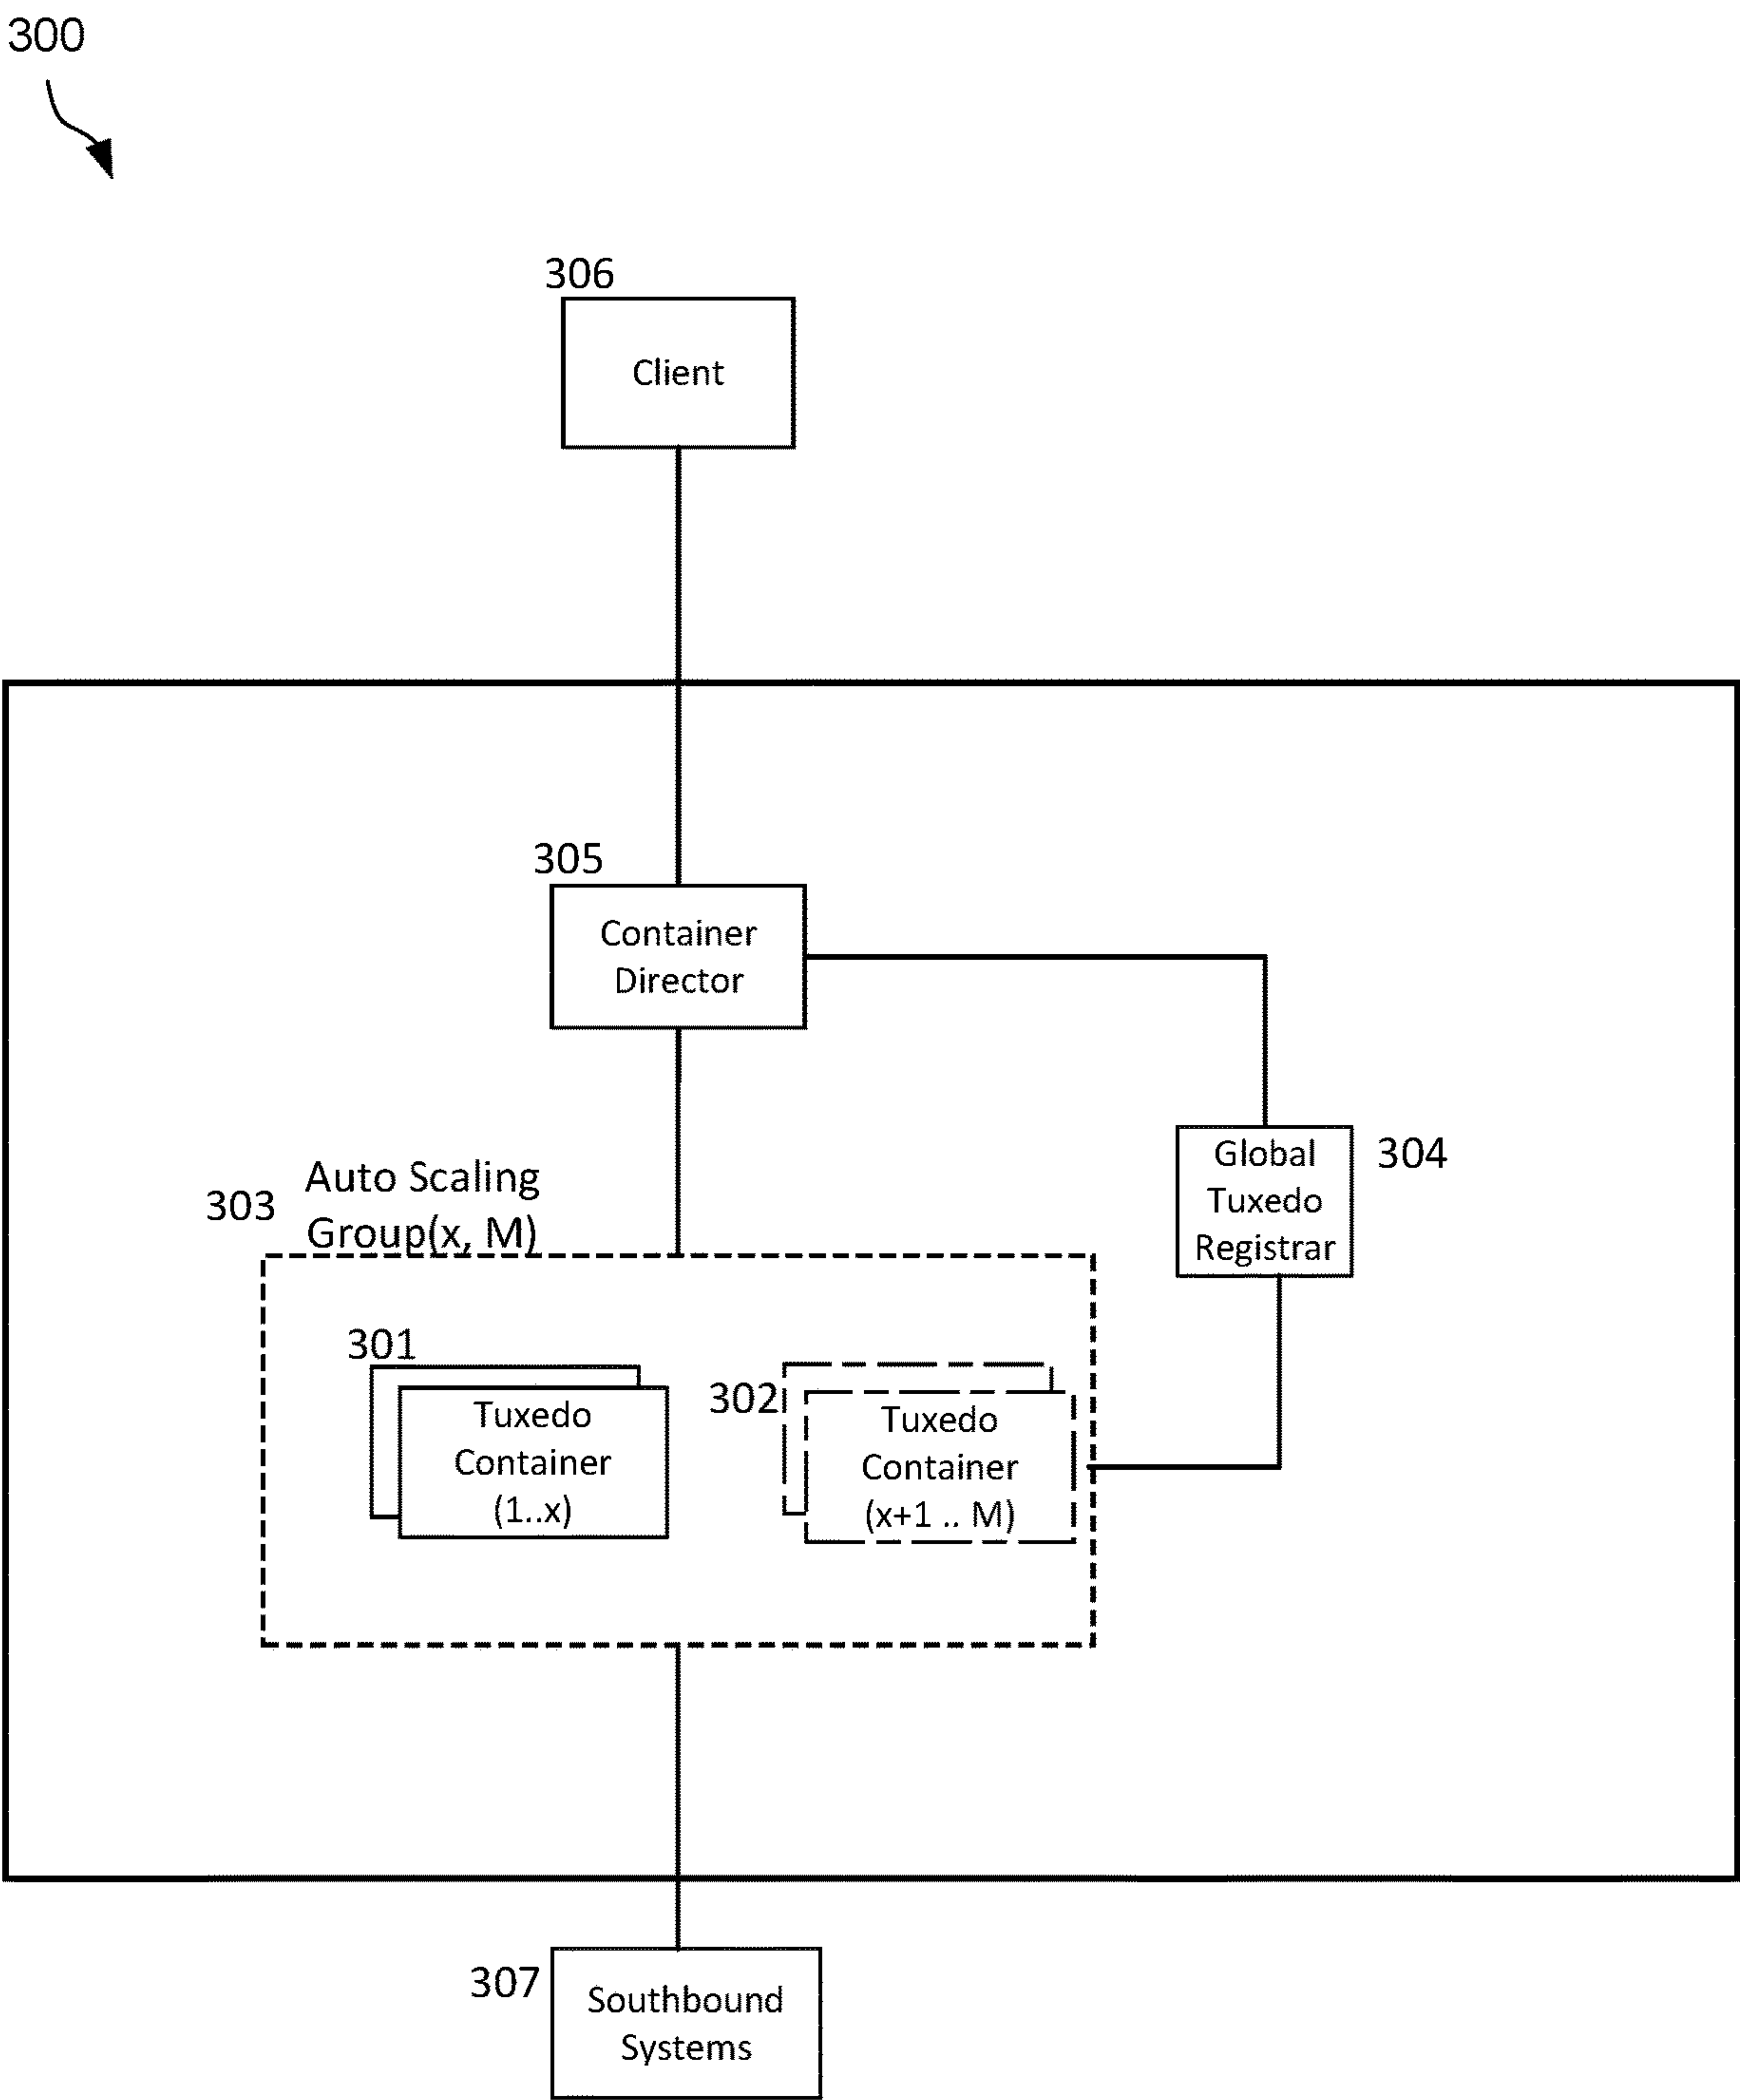 300
306
Client
305
Container
Director
Global
Tuxedo
Registrar
304
303
Auto Scaling
Group(x, M)
301
Tuxedo
Container
(1..x)
302
Tuxedo
Container
(x+1 .. M)
307
Southbound
Systems